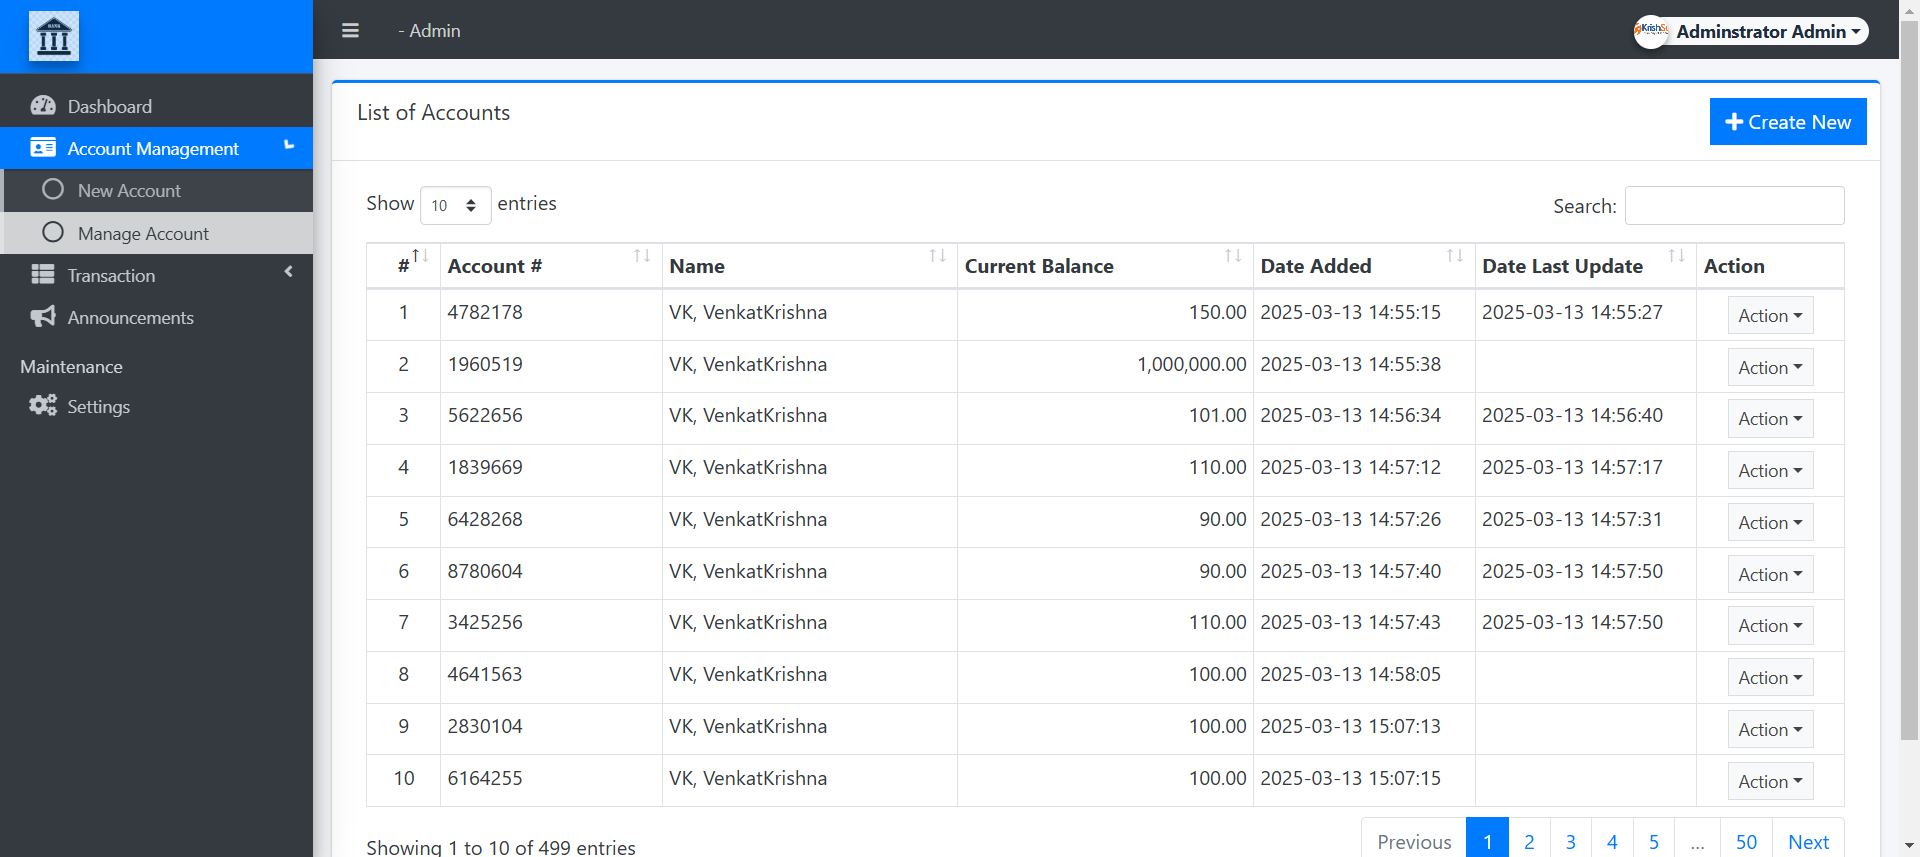 - Admin
Adminstrator Admin
Dashboard
Account Management
New Account
Manage Account
Transaction
Announcements
Maintenance
Settings
List of Accounts
Create New
Show 10 entries
Search:
# Account # Name Current Balance Date Added Date Last Update Action
1 4782178 VK, VenkatKrishna 150.00 2025-03-13 14:55:15 2025-03-13 14:55:27 Action
2 1960519 VK, VenkatKrishna 1,000,000.00 2025-03-13 14:55:38 Action
3 5622656 VK, VenkatKrishna 101.00 2025-03-13 14:56:34 2025-03-13 14:56:40 Action
4 1839669 VK, VenkatKrishna 110.00 2025-03-13 14:57:12 2025-03-13 14:57:17 Action
5 6428268 VK, VenkatKrishna 90.00 2025-03-13 14:57:26 2025-03-13 14:57:31 Action
6 8780604 VK, VenkatKrishna 90.00 2025-03-13 14:57:40 2025-03-13 14:57:50 Action
7 3425256 VK, VenkatKrishna 110.00 2025-03-13 14:57:43 2025-03-13 14:57:50 Action
8 4641563 VK, VenkatKrishna 100.00 2025-03-13 14:58:05 Action
9 2830104 VK, VenkatKrishna 100.00 2025-03-13 15:07:13 Action
10 6164255 VK, VenkatKrishna 100.00 2025-03-13 15:07:15 Action
Showing 1 to 10 of 499 entries
Previous 1 2 3 4 5 ... 50 Next